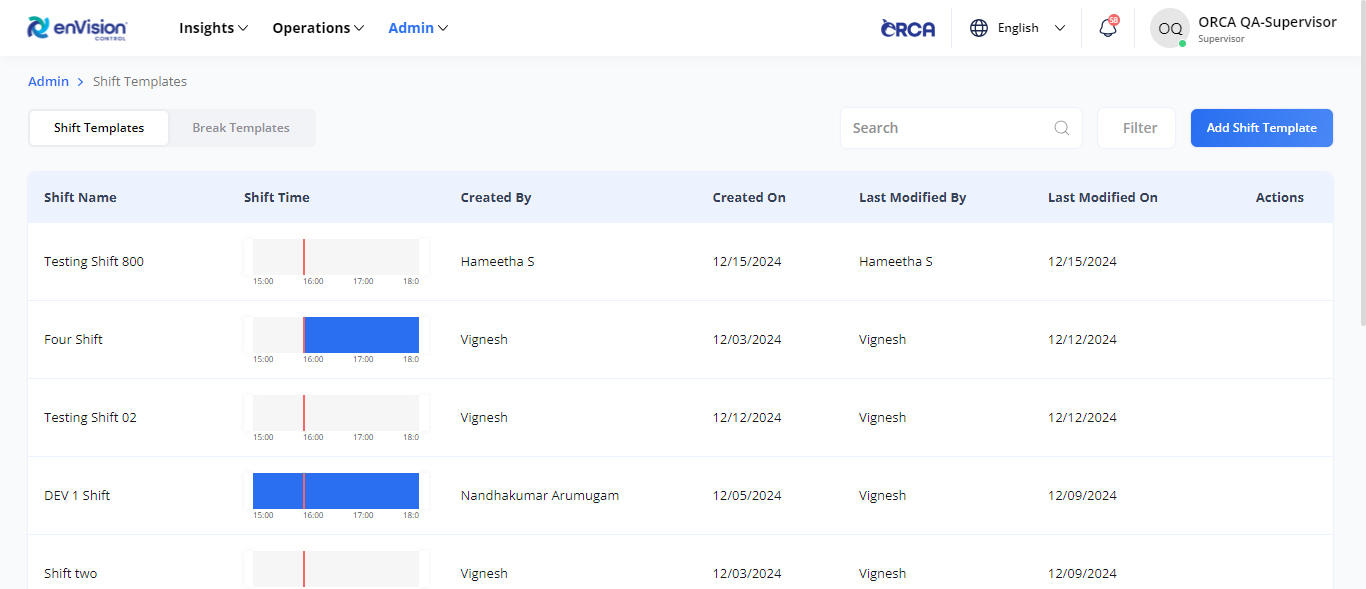 enVision CONTROL Insights Operations Admin ORCA English 58 OQ ORCA QA-Supervisor
Supervisor
Admin > Shift Templates
Shift Templates Break Templates Search Filter Add Shift Template
Shift Name Shift Time Created By Created On Last Modified By Last Modified On Actions
Testing Shift 800 Hameetha S 12/15/2024 Hameetha S 12/15/2024
15:00 16:00 17:00 18:0
Four Shift Vignesh 12/03/2024 Vignesh 12/12/2024
15:00 16:00 17:00 18:0
Testing Shift 02 Vignesh 12/12/2024 Vignesh 12/12/2024
15:00 16:00 17:00 18:0
DEV 1 Shift Nandhakumar Arumugam 12/05/2024 Vignesh 12/09/2024
15:00 16:00 17:00 18:0
Shift two Vignesh 12/03/2024 Vignesh 12/09/2024